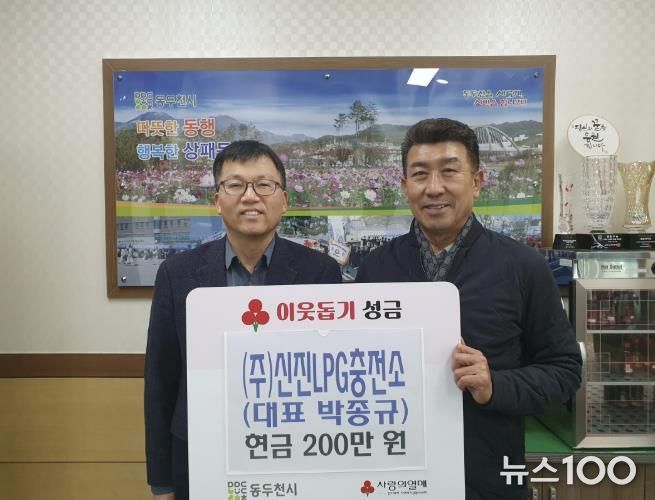 동두천시
따뜻한 동행
행복한 상패동
이웃돕기 성금
(주)신진LPG충전소
(대표 박종규)
현금 200만 원
동두천시
사랑의열매
뉴스100